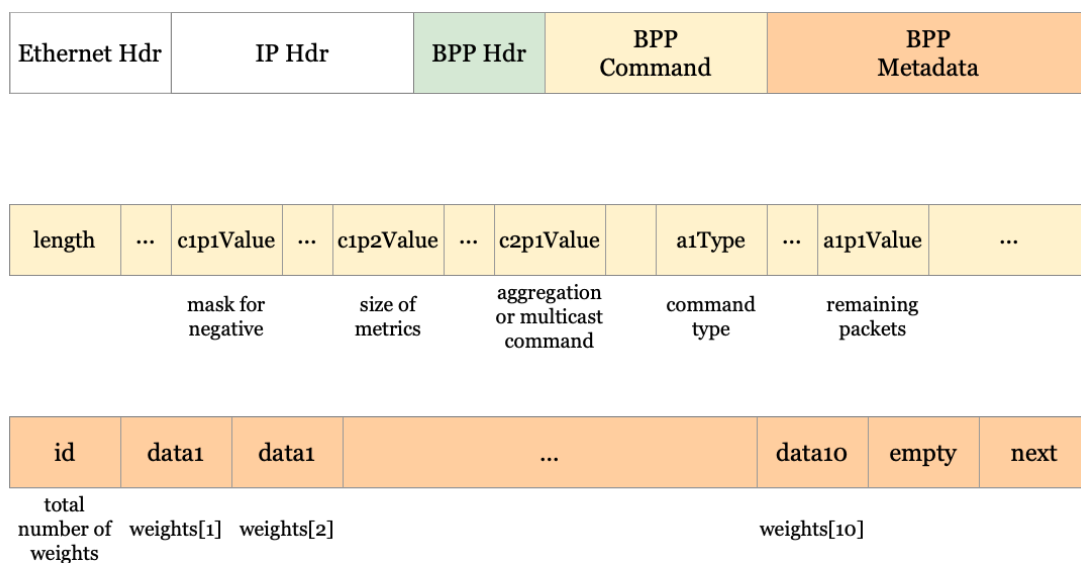 Ethernet Hdr
IP Hdr
BPP Hdr
BPP
Command
BPP
Metadata
length
...
c1p1Value
...
c1p2Value
...
c2p1Value
a1Type
...
a1p1Value
...
mask for
negative
size of
metrics
aggregation
or multicast
command
command
type
remaining
packets
id
data1
data1
...
data10
empty
next
total
number of
weights
weights[1]
weights[2]
weights[10]